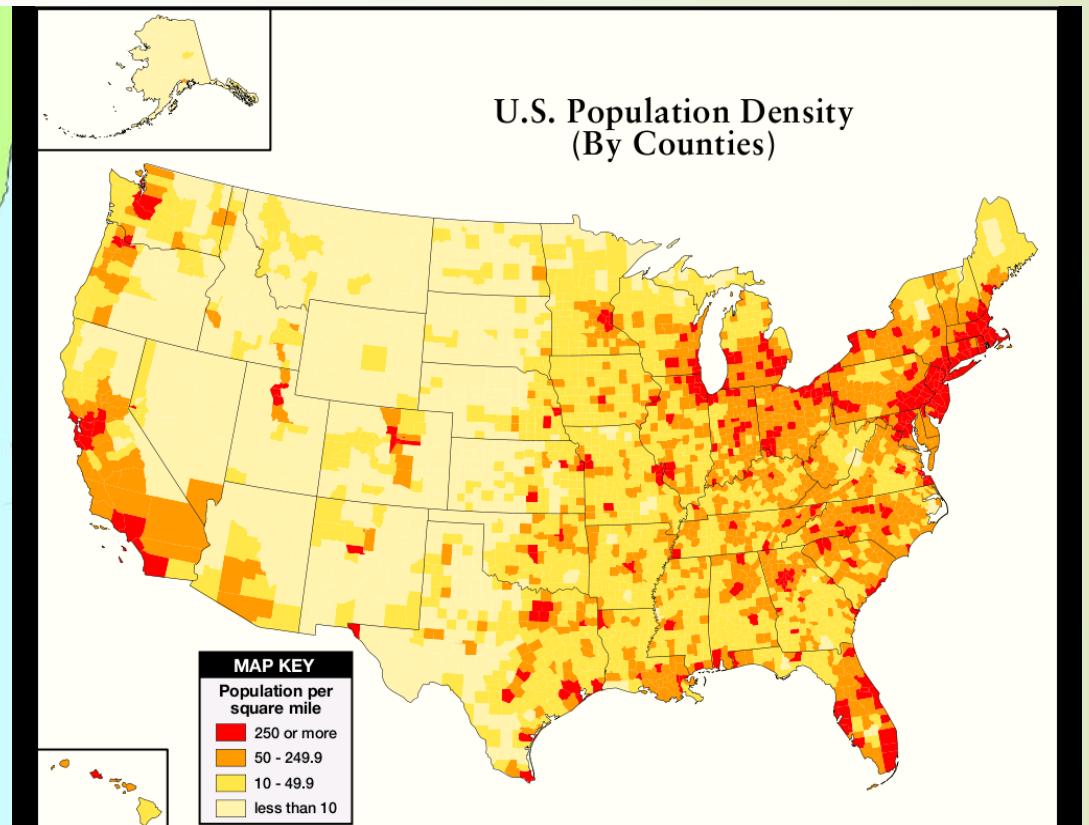 U.S. Population Density
(By Counties)
MAP KEY
Population per
square mile
250 or more
50 - 249.9
10 - 49.9
less than 10